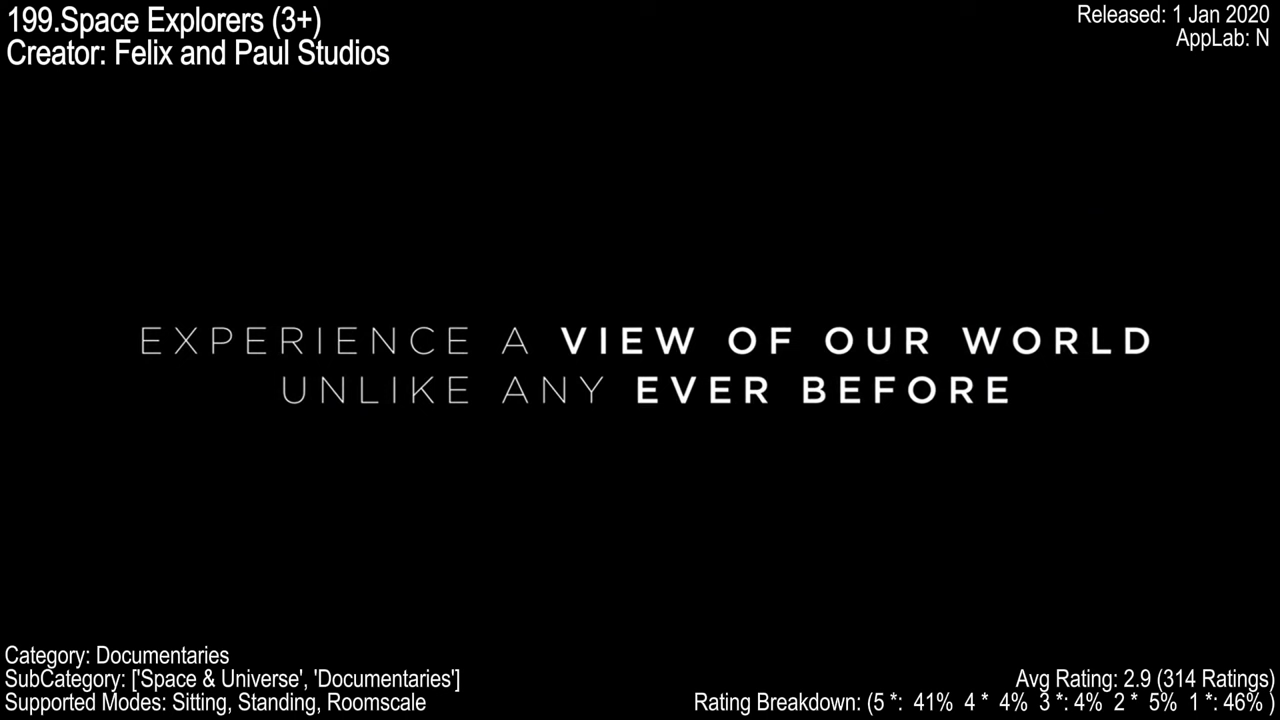 199.Space Explorers (3+)
Creator: Felix and Paul Studios
Released: 1 Jan 2020
AppLab: N
EXPERIENCE A VIEW OF OUR WORLD
UNLIKE ANY EVER BEFORE
Category: Documentaries
SubCategory: ['Space & Universe', 'Documentaries']
Supported Modes: Sitting, Standing, Roomscale
Avg Rating: 2.9 (314 Ratings)
Rating Breakdown: (5 *: 41% 4 * 4% 3 *: 4% 2 * 5% 1 *: 46% )